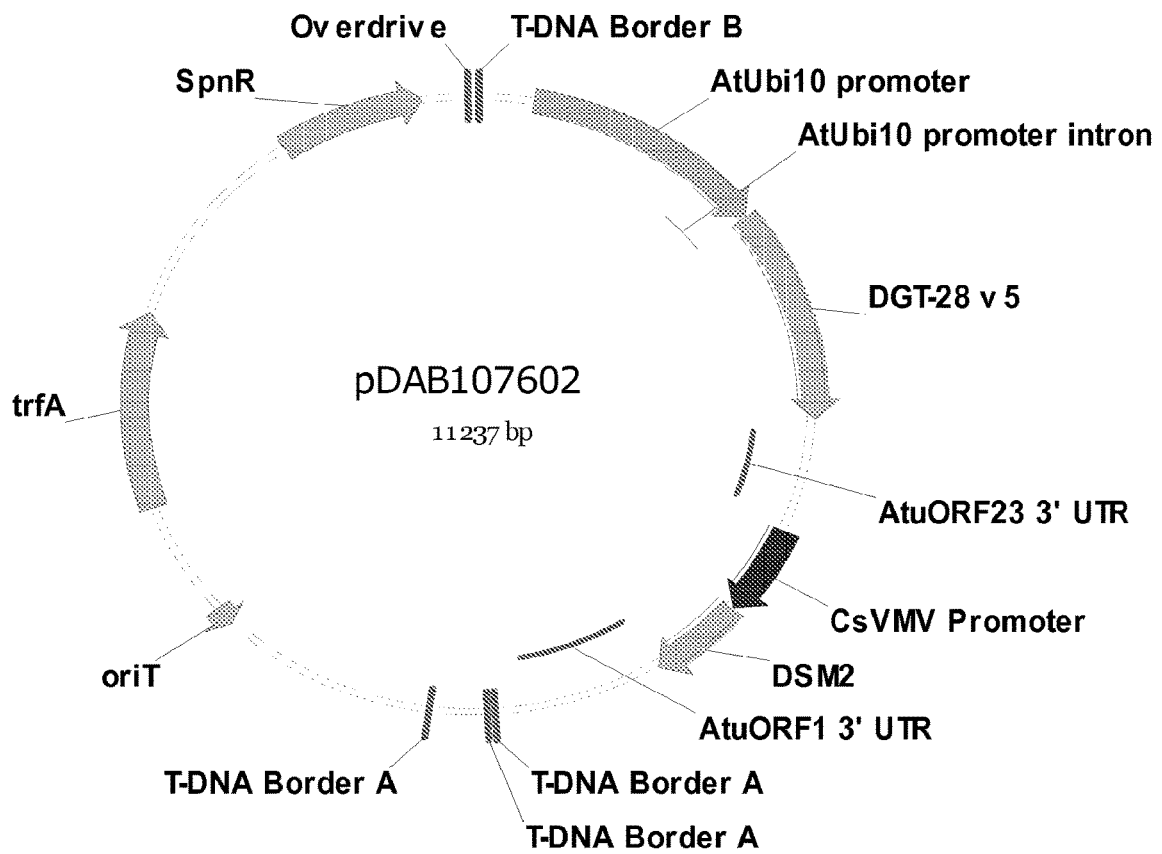 Overdrive
T-DNA Border B
SpnR
AtUbi10 promoter
AtUbi10 promoter intron
DGT-28 v 5
pDAB107602
11237 bp
trfA
AtuORF23 3' UTR
CsVMV Promoter
oriT
DSM2
AtuORF1 3' UTR
T-DNA Border A
T-DNA Border A
T-DNA Border A